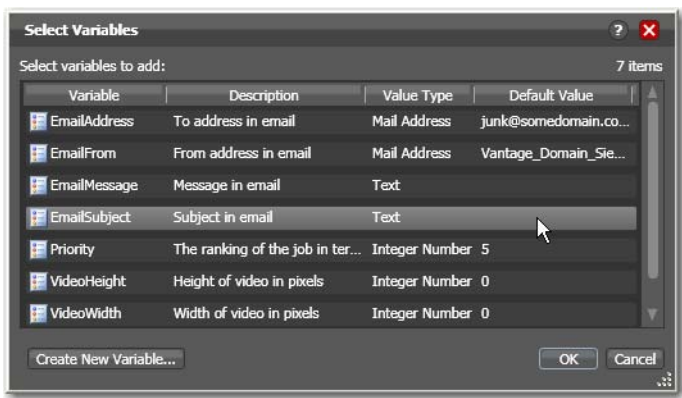 Select Variables ?
Select variables to add: 7 items
Variable Description Value Type Default Value
EmailAddress To address in email Mail Address junk@somedomain.co...
EmailFrom From address in email Mail Address Vantage_Domain_Sie...
EmailMessage Message in email Text
EmailSubject Subject in email Text
Priority The ranking of the job in ter... Integer Number 5
VideoHeight Height of video in pixels Integer Number 0
VideoWidth Width of video in pixels Integer Number 0
Create New Variable... OK Cancel